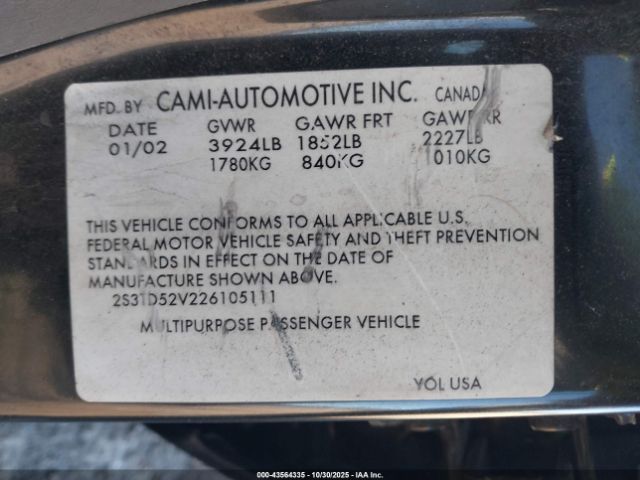 MFD. BY CAMI-AUTOMOTIVE INC. CANADA
DATE GVWR GAWR FRT GAWR RR
01/02 3924LB 1852LB 2227LB
1780KG 840KG 1010KG
THIS VEHICLE CONFORMS TO ALL APPLICABLE U.S.
FEDERAL MOTOR VEHICLE SAFETY AND THEFT PREVENTION
STANDARDS IN EFFECT ON THE DATE OF
MANUFACTURE SHOWN ABOVE.
2S3TD52V226105111
MULTIPURPOSE PASSENGER VEHICLE
YOL USA
000-43564335 - 10/30/2025 - IAA Inc.